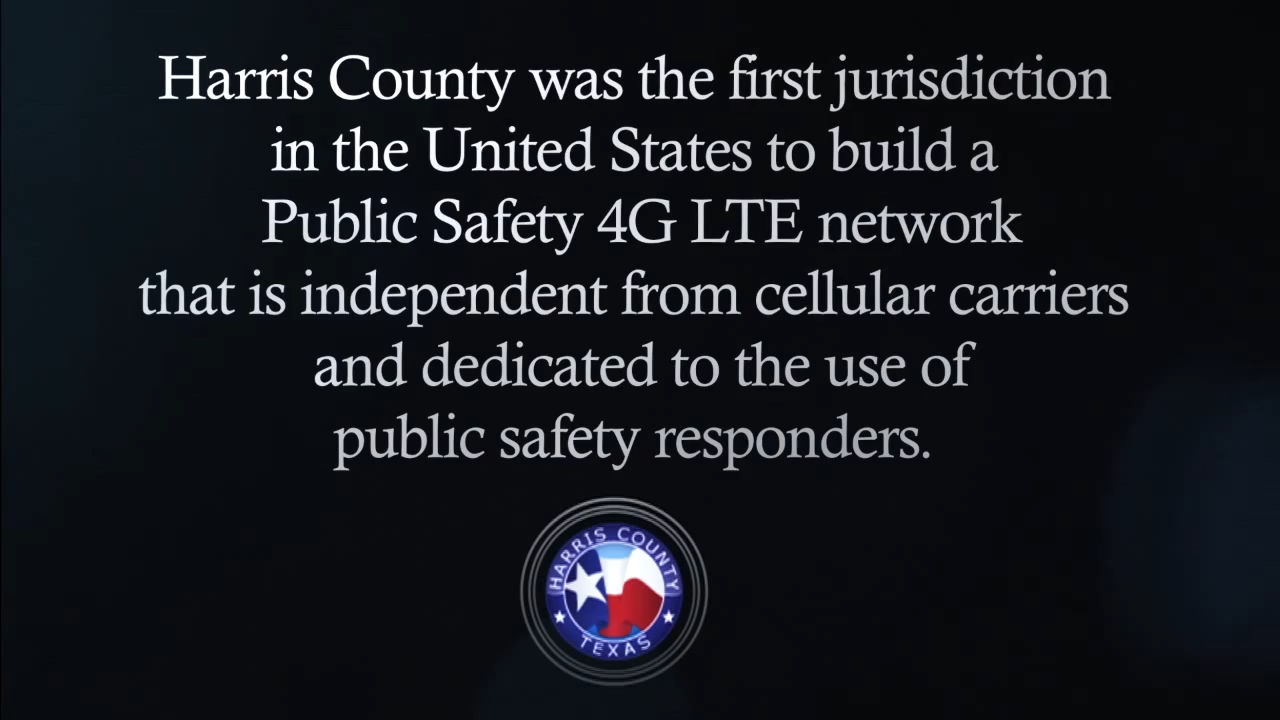 Harris County was the first jurisdiction
in the United States to build a
Public Safety 4G LTE network
that is independent from cellular carriers
and dedicated to the use of
public safety responders.
HARRIS COUNTY
TEXAS